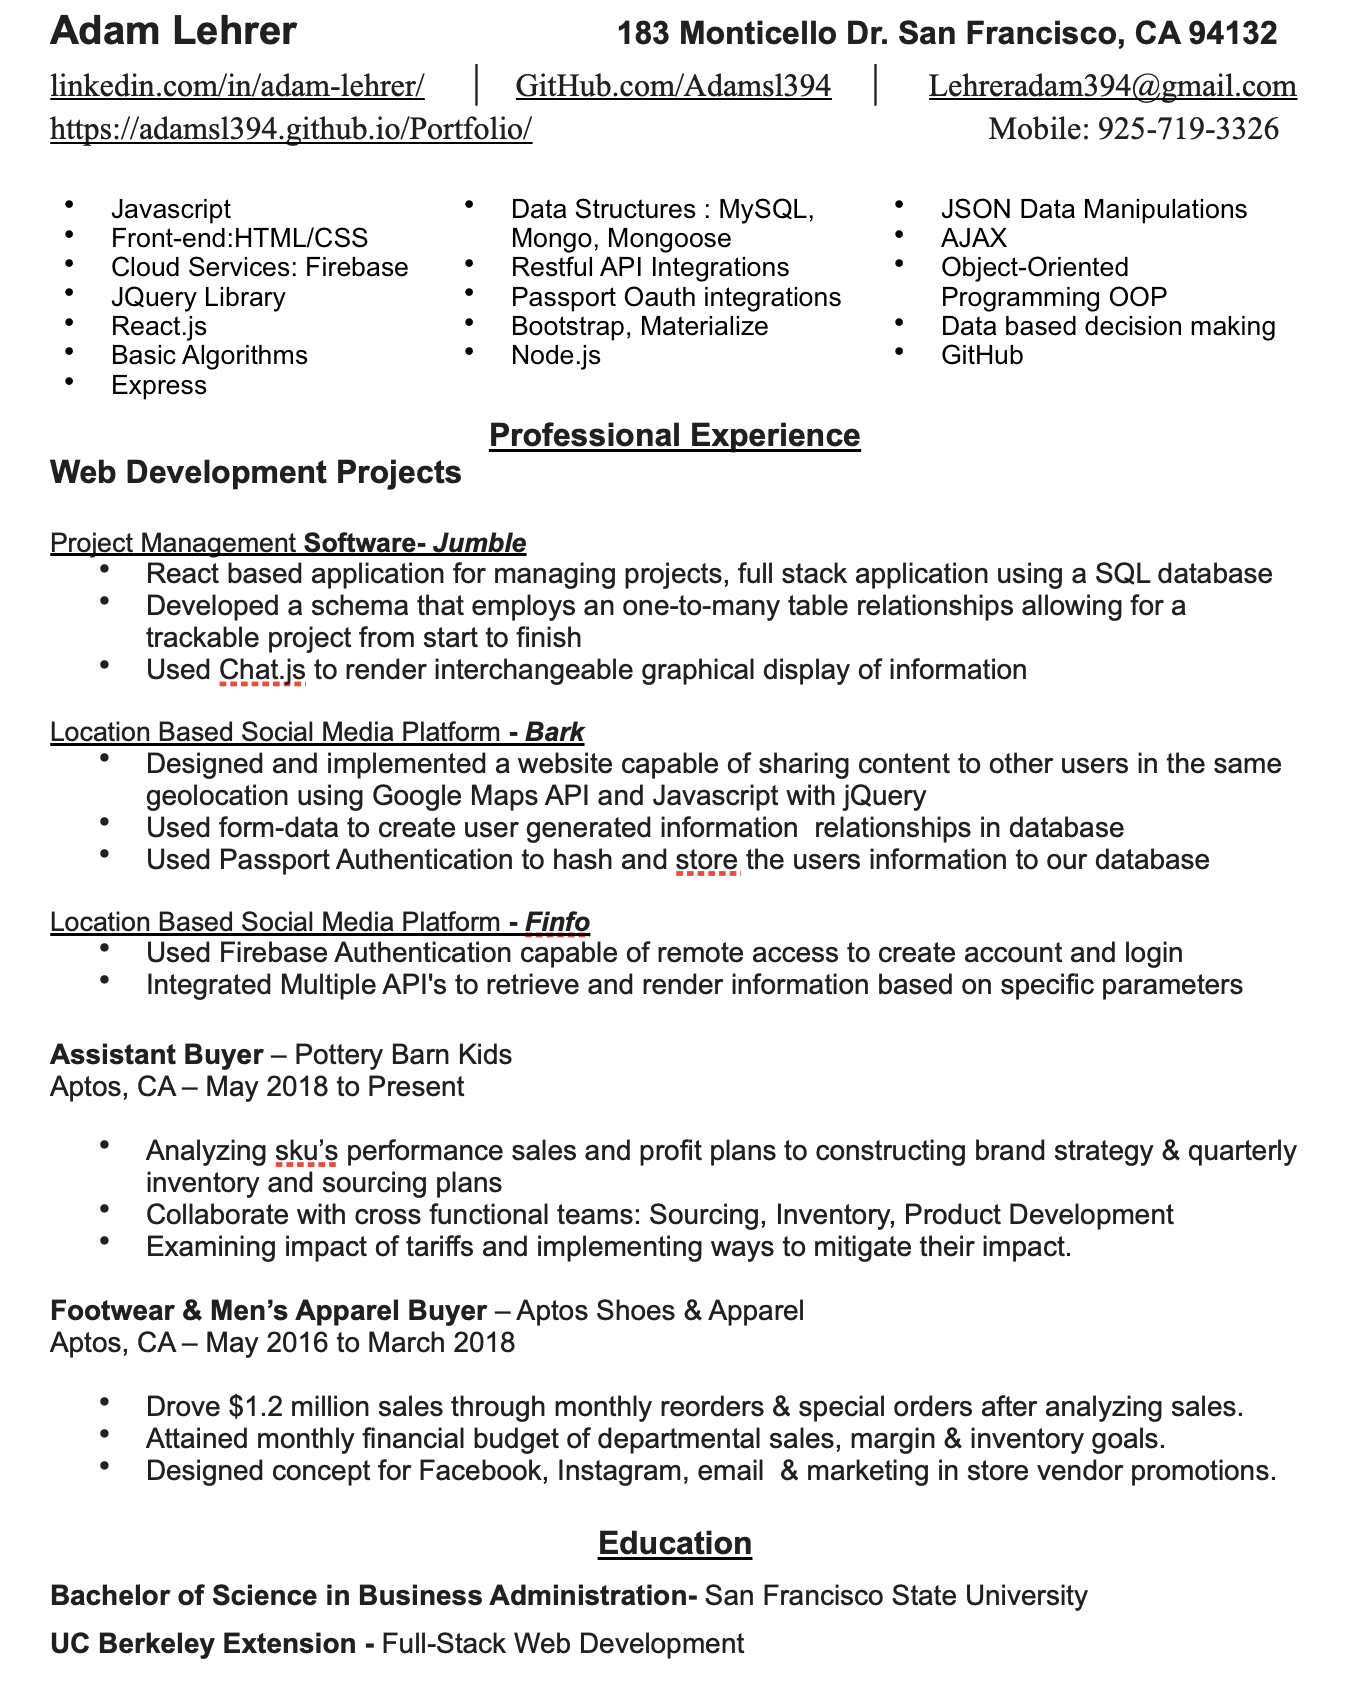 Adam Lehrer 183 Monticello Dr. San Francisco, CA 94132
linkedin.com/in/adam-lehrer/ | GitHub.com/Adamsl394 | Lehreradam394@gmail.com
https://adamsl394.github.io/Portfolio/ Mobile: 925-719-3326
• Javascript
• Front-end:HTML/CSS
• Cloud Services: Firebase
• JQuery Library
• React.js
• Basic Algorithms
• Express
• Data Structures : MySQL,
Mongo, Mongoose
• Restful API Integrations
• Passport Oauth integrations
• Bootstrap, Materialize
• Node.js
• JSON Data Manipulations
• AJAX
• Object-Oriented
Programming OOP
• Data based decision making
• GitHub
Professional Experience
Web Development Projects
Project Management Software- Jumble
• React based application for managing projects, full stack application using a SQL database
• Developed a schema that employs an one-to-many table relationships allowing for a
trackable project from start to finish
• Used Chat.js to render interchangeable graphical display of information
Location Based Social Media Platform - Bark
• Designed and implemented a website capable of sharing content to other users in the same
geolocation using Google Maps API and Javascript with jQuery
• Used form-data to create user generated information  relationships in database
• Used Passport Authentication to hash and store the users information to our database
Location Based Social Media Platform - Finfo
• Used Firebase Authentication capable of remote access to create account and login
• Integrated Multiple API's to retrieve and render information based on specific parameters
Assistant Buyer – Pottery Barn Kids
Aptos, CA – May 2018 to Present
• Analyzing sku’s performance sales and profit plans to constructing brand strategy & quarterly
inventory and sourcing plans
• Collaborate with cross functional teams: Sourcing, Inventory, Product Development
• Examining impact of tariffs and implementing ways to mitigate their impact.
Footwear & Men’s Apparel Buyer – Aptos Shoes & Apparel
Aptos, CA – May 2016 to March 2018
• Drove $1.2 million sales through monthly reorders & special orders after analyzing sales.
• Attained monthly financial budget of departmental sales, margin & inventory goals.
• Designed concept for Facebook, Instagram, email  & marketing in store vendor promotions.
Education
Bachelor of Science in Business Administration- San Francisco State University
UC Berkeley Extension - Full-Stack Web Development